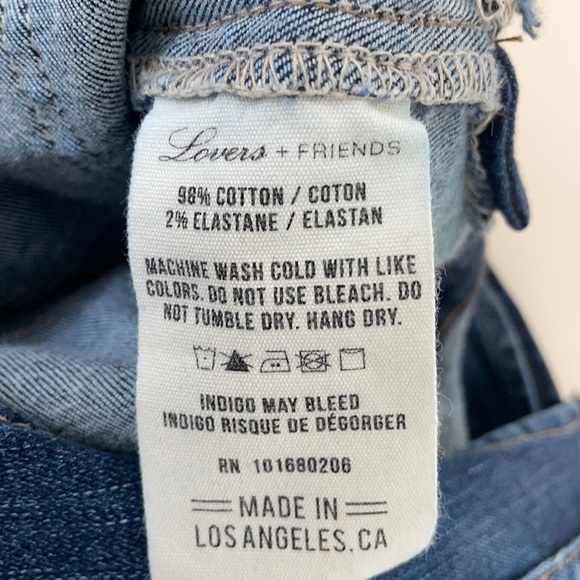 Lovers + FRIENDS
98% COTTON / COTON
2% ELASTANE / ELASTAN
MACHINE WASH COLD WITH LIKE
COLORS. DO NOT USE BLEACH. DO
NOT TUMBLE DRY. HANG DRY.
INDIGO MAY BLEED
INDIGO RISQUE DE DÉGORGER
RN 161680206
MADE IN
LOS ANGELES, CA